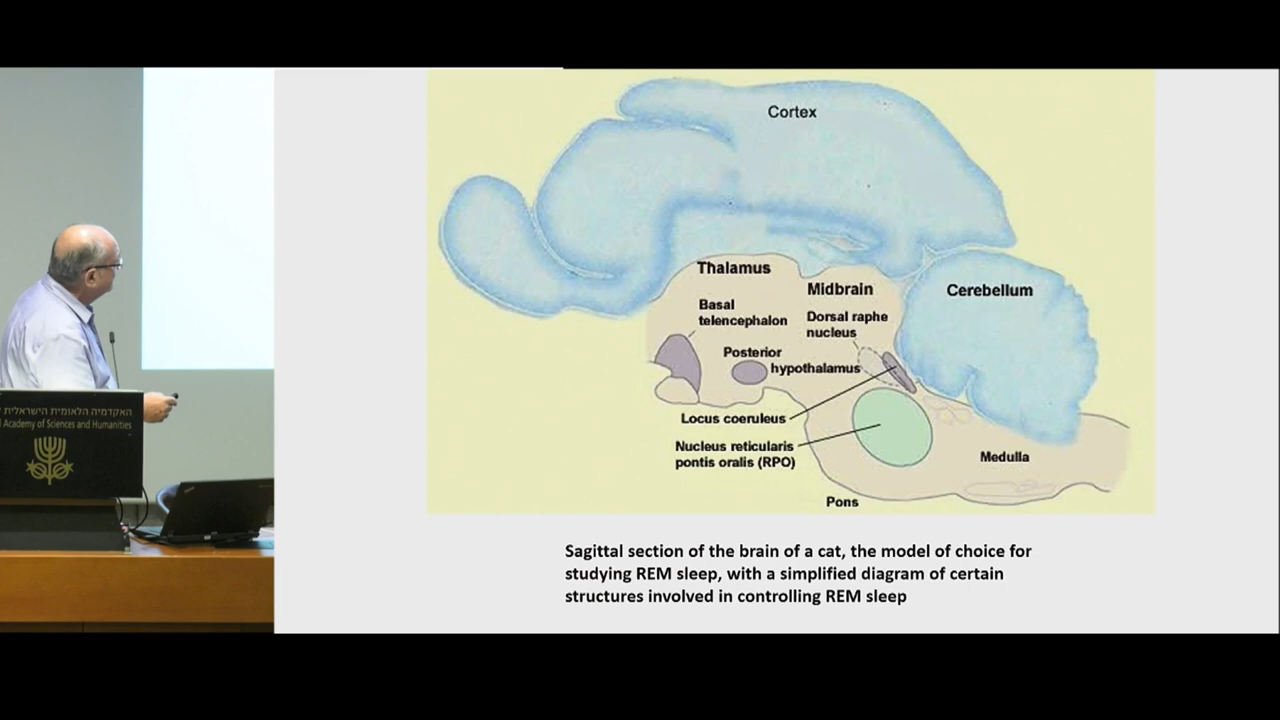 האקדמיה הלאומית הישראלית
Academy of Sciences and Humanities
Cortex
Thalamus
Midbrain
Cerebellum
Basal
telencephalon
Dorsal raphe
nucleus
Posterior
hypothalamus
Locus coeruleus
Nucleus reticularis
pontis oralis (RPO)
Medulla
Pons
Sagittal section of the brain of a cat, the model of choice for
studying REM sleep, with a simplified diagram of certain
structures involved in controlling REM sleep